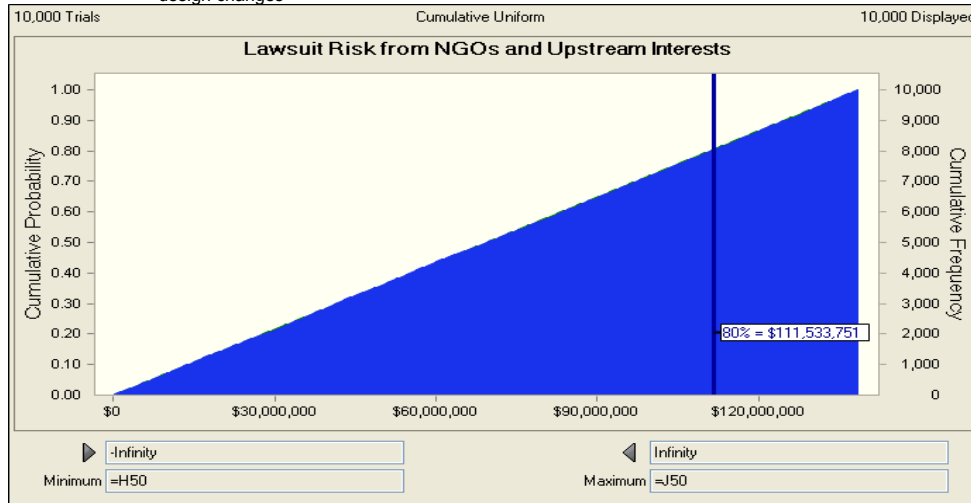 design changes
10,000 Trials Cumulative Uniform 10,000 Displayed
Lawsuit Risk from NGOs and Upstream Interests
1.00 10,000
0.90 9,000
0.80 8,000
0.70 7,000
0.60 6,000
0.50 5,000
0.40 4,000
0.30 3,000
0.20 2,000
0.10 1,000
0.00 0
Cumulative Probability
Cumulative Frequency
80% = $111,533,751
$0 $30,000,000 $60,000,000 $90,000,000 $120,000,000
-Infinity Infinity
Minimum =H50 Maximum =J50